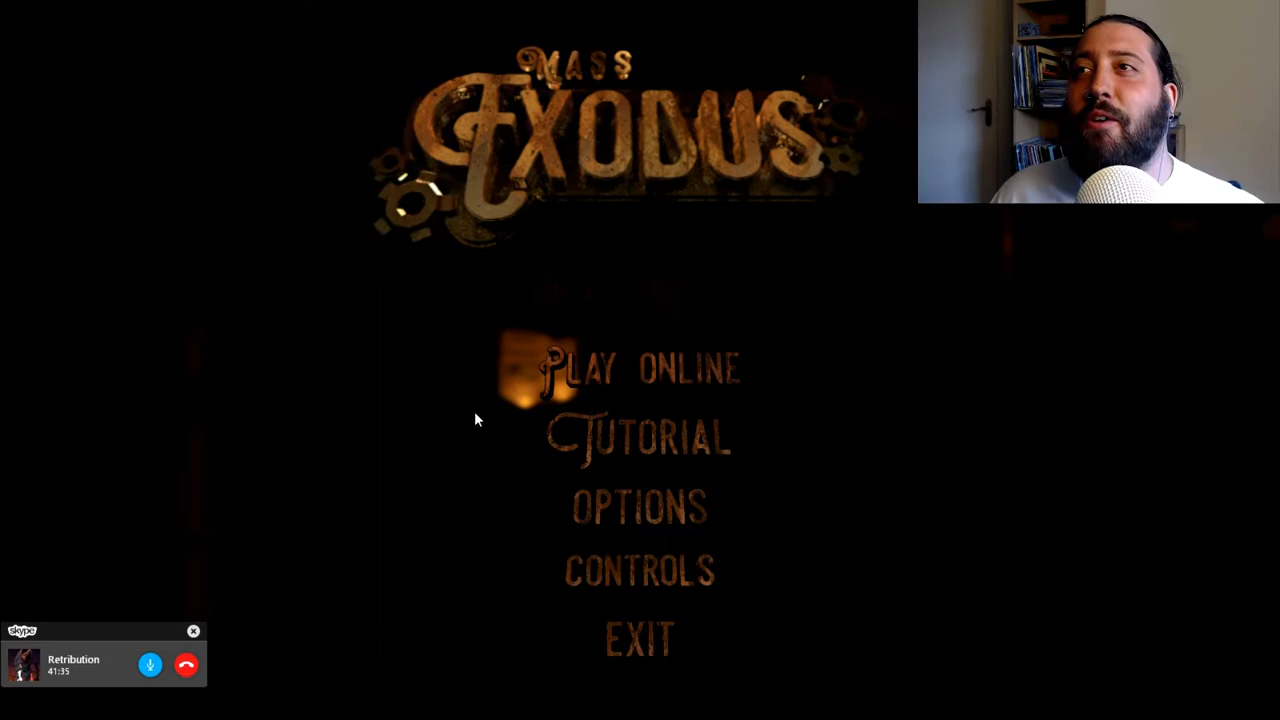 MASS
EXODUS
PLAY ONLINE
TUTORIAL
OPTIONS
CONTROLS
EXIT
skype
Retribution
41:35